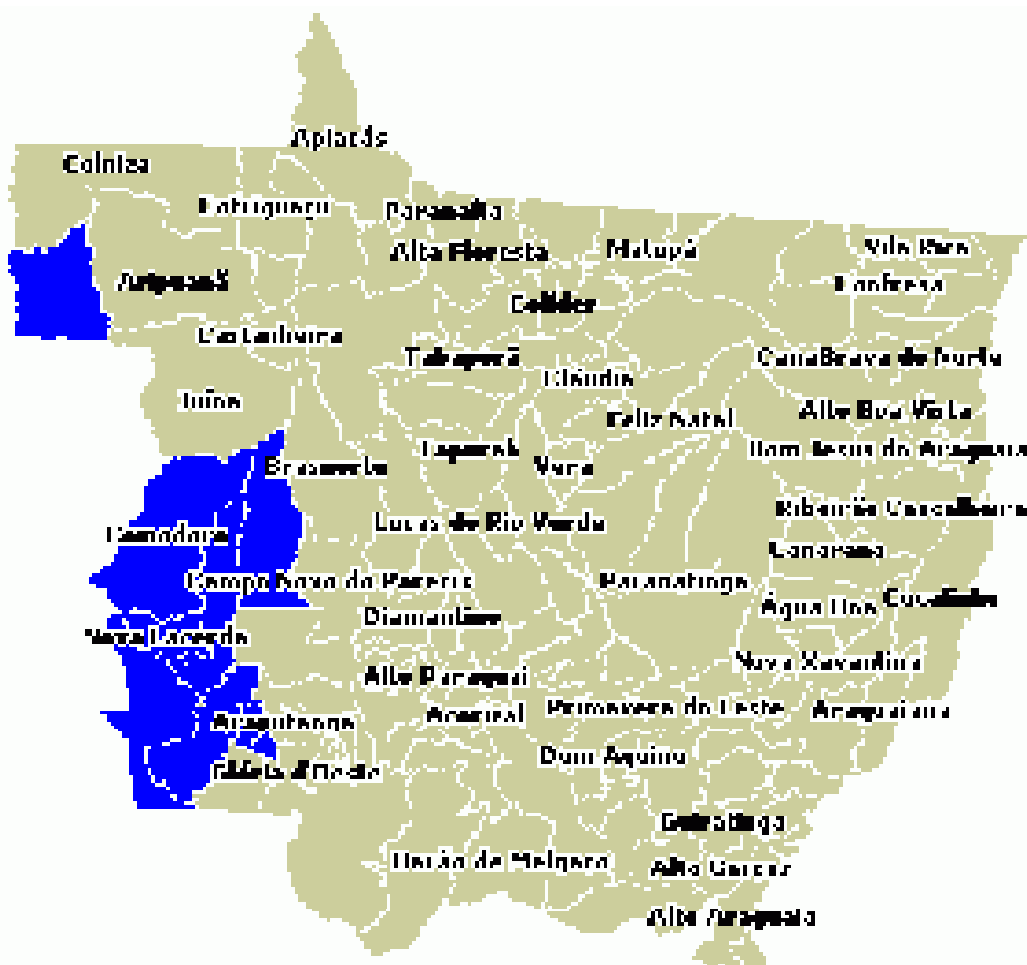 Apiacás
Colniza
Cotriguaçu
Paranaíta
Alta Floresta
Matupá
Vila Rica
Aripuanã
Confresa
Colíder
Castanheira
Tabaporã
CanaBrava do Norte
Cláudia
Juína
Alto Boa Vista
Feliz Natal
Tapurah
Vera
Bom Jesus do Araguaia
Brasnorte
Ribeirão Cascalheira
Lucas do Rio Verde
Comodoro
Canarana
Campo Novo do Parecis
Paranatinga
Água Boa
Cocalinho
Diamantino
Nova Lacerda
Nova Xavantina
Alto Paraguai
Araputanga
Acorizal
Primavera do Leste
Araguaiana
Dom Aquino
Glória d'Oeste
Guiratinga
Barão de Melgaço
Alto Garças
Alto Araguaia